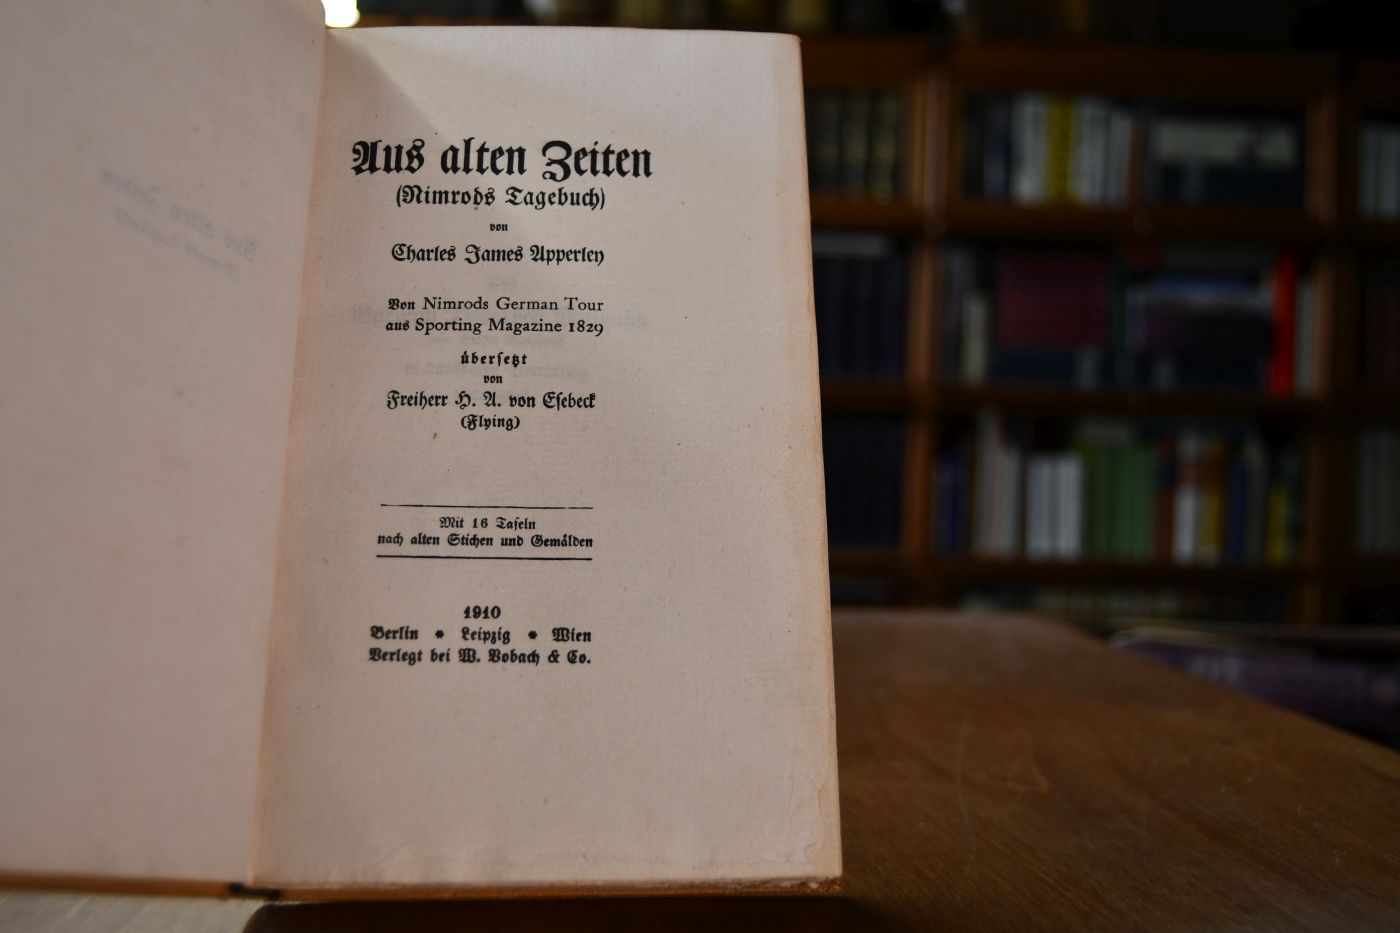 Aus alten Zeiten
(Nimrods Tagebuch)
von
Charles James Apperley
Von Nimrods German Tour
aus Sporting Magazine 1829
überſetzt
von
Freiherr H. A. von Eſebeck
(Flying)
Mit 16 Tafeln
nach alten Stichen und Gemälden
1910
Berlin * Leipzig * Wien
Verlegt bei W. Vobach & Co.